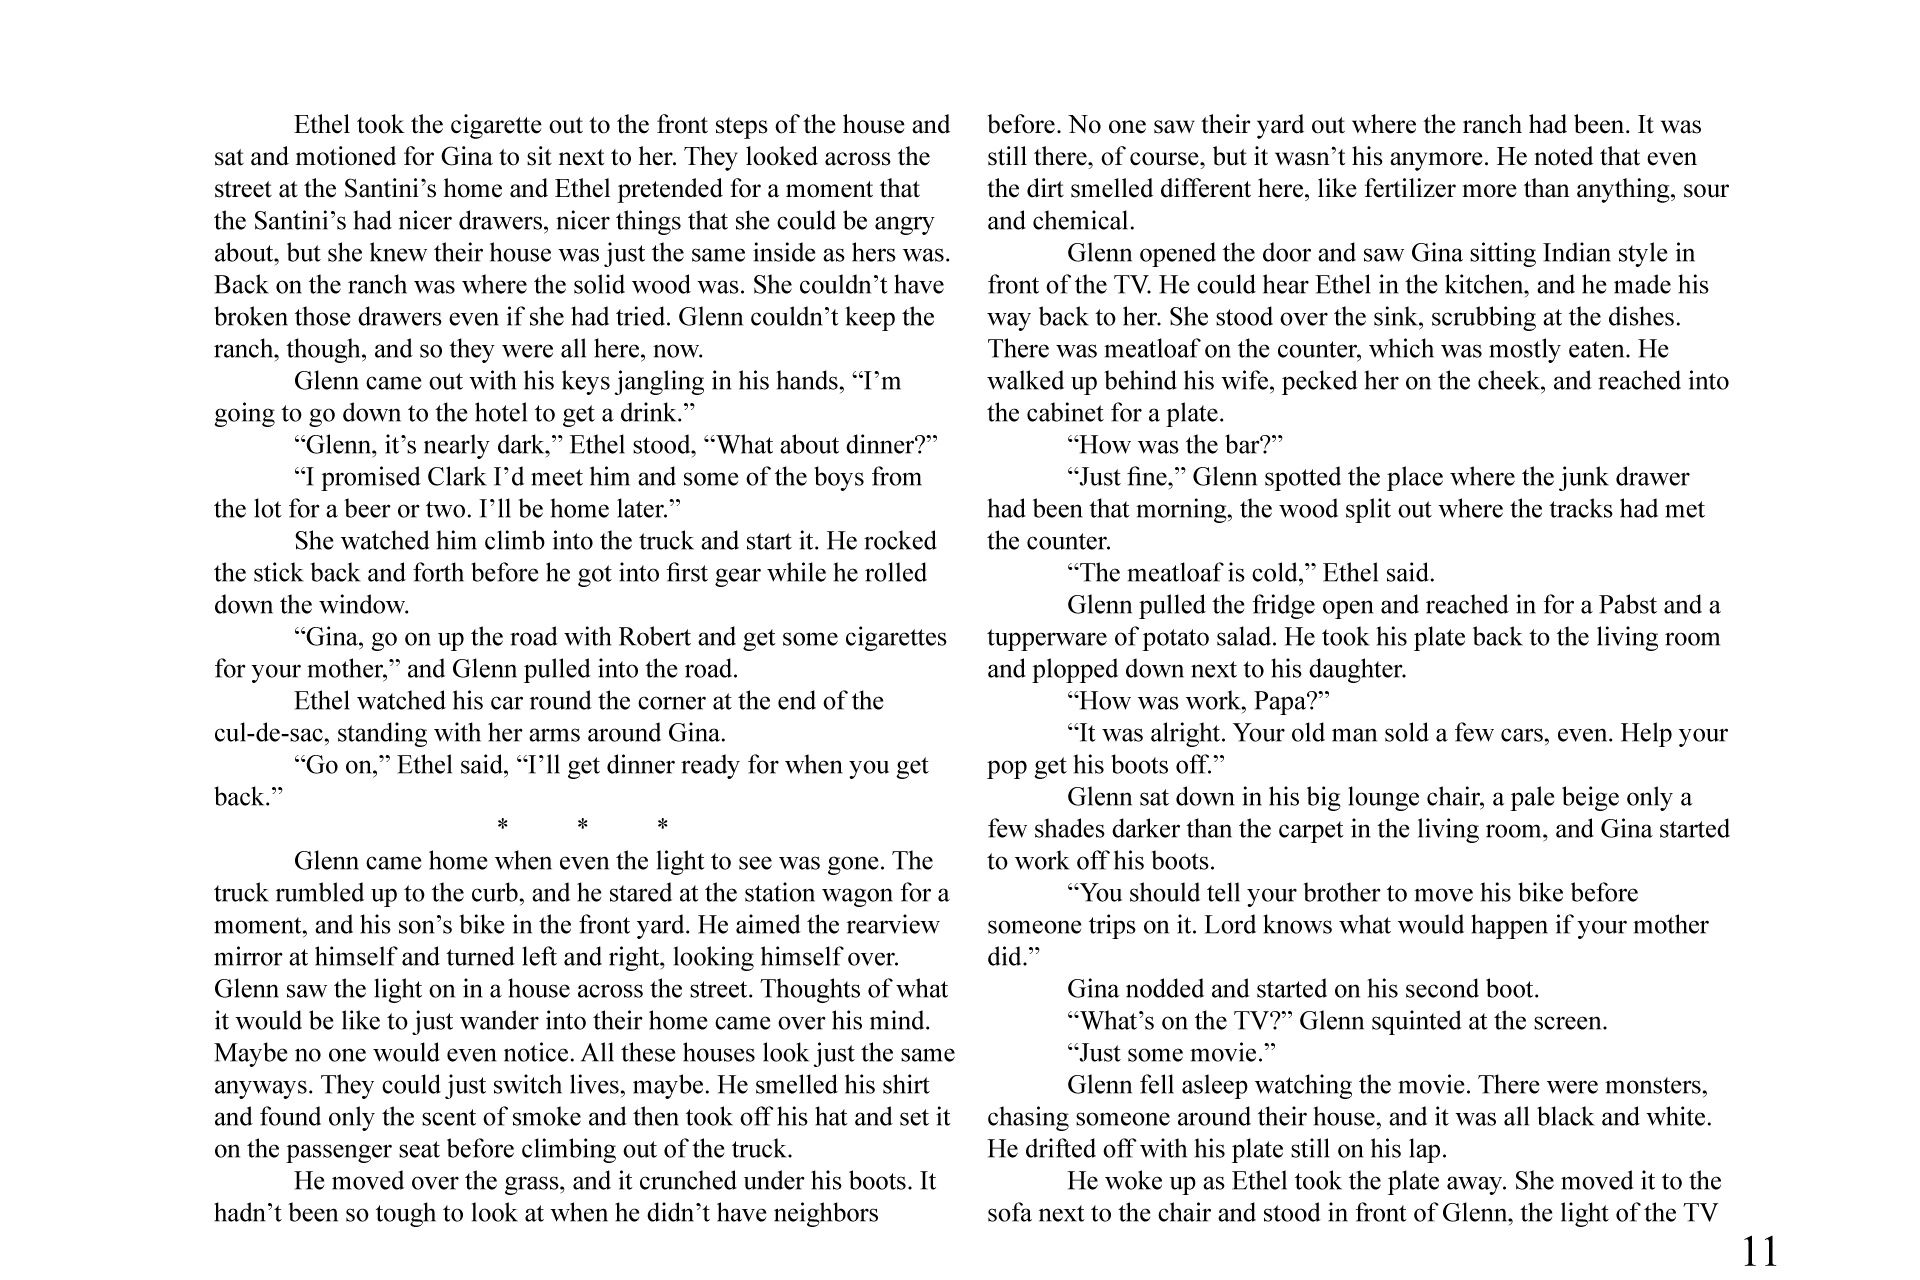 Ethel took the cigarette out to the front steps of the house and
sat and motioned for Gina to sit next to her. They looked across the
street at the Santini’s home and Ethel pretended for a moment that
the Santini’s had nicer drawers, nicer things that she could be angry
about, but she knew their house was just the same inside as hers was.
Back on the ranch was where the solid wood was. She couldn’t have
broken those drawers even if she had tried. Glenn couldn’t keep the
ranch, though, and so they were all here, now.
Glenn came out with his keys jangling in his hands, “I’m
going to go down to the hotel to get a drink.”
“Glenn, it’s nearly dark,” Ethel stood, “What about dinner?”
“I promised Clark I’d meet him and some of the boys from
the lot for a beer or two. I’ll be home later.”
She watched him climb into the truck and start it. He rocked
the stick back and forth before he got into first gear while he rolled
down the window.
“Gina, go on up the road with Robert and get some cigarettes
for your mother,” and Glenn pulled into the road.
Ethel watched his car round the corner at the end of the
cul-de-sac, standing with her arms around Gina.
“Go on,” Ethel said, “I’ll get dinner ready for when you get
back.”
* * *
Glenn came home when even the light to see was gone. The
truck rumbled up to the curb, and he stared at the station wagon for a
moment, and his son’s bike in the front yard. He aimed the rearview
mirror at himself and turned left and right, looking himself over.
Glenn saw the light on in a house across the street. Thoughts of what
it would be like to just wander into their home came over his mind.
Maybe no one would even notice. All these houses look just the same
anyways. They could just switch lives, maybe. He smelled his shirt
and found only the scent of smoke and then took off his hat and set it
on the passenger seat before climbing out of the truck.
He moved over the grass, and it crunched under his boots. It
hadn’t been so tough to look at when he didn’t have neighbors
before. No one saw their yard out where the ranch had been. It was
still there, of course, but it wasn’t his anymore. He noted that even
the dirt smelled different here, like fertilizer more than anything, sour
and chemical.
Glenn opened the door and saw Gina sitting Indian style in
front of the TV. He could hear Ethel in the kitchen, and he made his
way back to her. She stood over the sink, scrubbing at the dishes.
There was meatloaf on the counter, which was mostly eaten. He
walked up behind his wife, pecked her on the cheek, and reached into
the cabinet for a plate.
“How was the bar?”
“Just fine,” Glenn spotted the place where the junk drawer
had been that morning, the wood split out where the tracks had met
the counter.
“The meatloaf is cold,” Ethel said.
Glenn pulled the fridge open and reached in for a Pabst and a
tupperware of potato salad. He took his plate back to the living room
and plopped down next to his daughter.
“How was work, Papa?”
“It was alright. Your old man sold a few cars, even. Help your
pop get his boots off.”
Glenn sat down in his big lounge chair, a pale beige only a
few shades darker than the carpet in the living room, and Gina started
to work off his boots.
“You should tell your brother to move his bike before
someone trips on it. Lord knows what would happen if your mother
did.”
Gina nodded and started on his second boot.
“What’s on the TV?” Glenn squinted at the screen.
“Just some movie.”
Glenn fell asleep watching the movie. There were monsters,
chasing someone around their house, and it was all black and white.
He drifted off with his plate still on his lap.
He woke up as Ethel took the plate away. She moved it to the
sofa next to the chair and stood in front of Glenn, the light of the TV
11